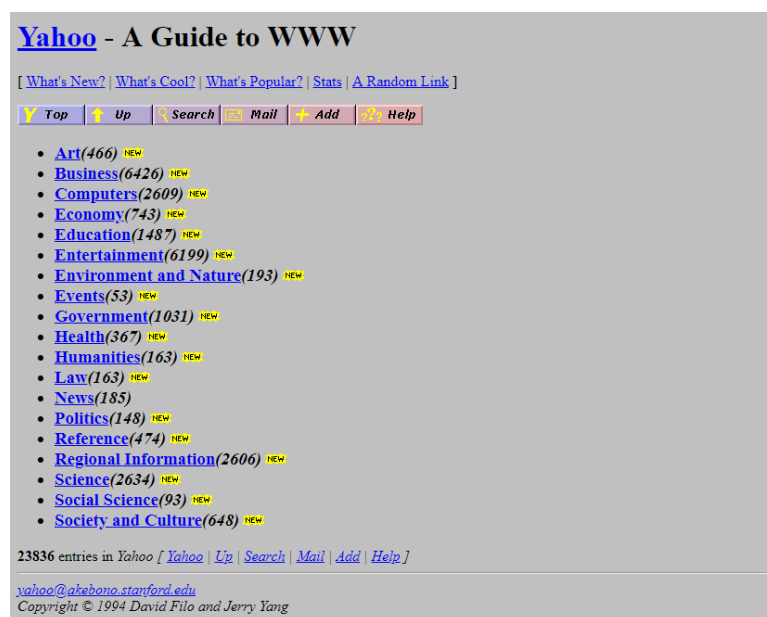 Yahoo - A Guide to WWW
[ What's New? | What's Cool? | What's Popular? | Stats | A Random Link ]
Top Up Search Mail Add Help
Art(466) NEW
Business(6426) NEW
Computers(2609) NEW
Economy(743) NEW
Education(1487) NEW
Entertainment(6199) NEW
Environment and Nature(193) NEW
Events(53) NEW
Government(1031) NEW
Health(367) NEW
Humanities(163) NEW
Law(163) NEW
News(185)
Politics(148) NEW
Reference(474) NEW
Regional Information(2606) NEW
Science(2634) NEW
Social Science(93) NEW
Society and Culture(648) NEW
23836 entries in Yahoo [ Yahoo | Up | Search | Mail | Add | Help ]
yahoo@akebono.stanford.edu
Copyright © 1994 David Filo and Jerry Yang